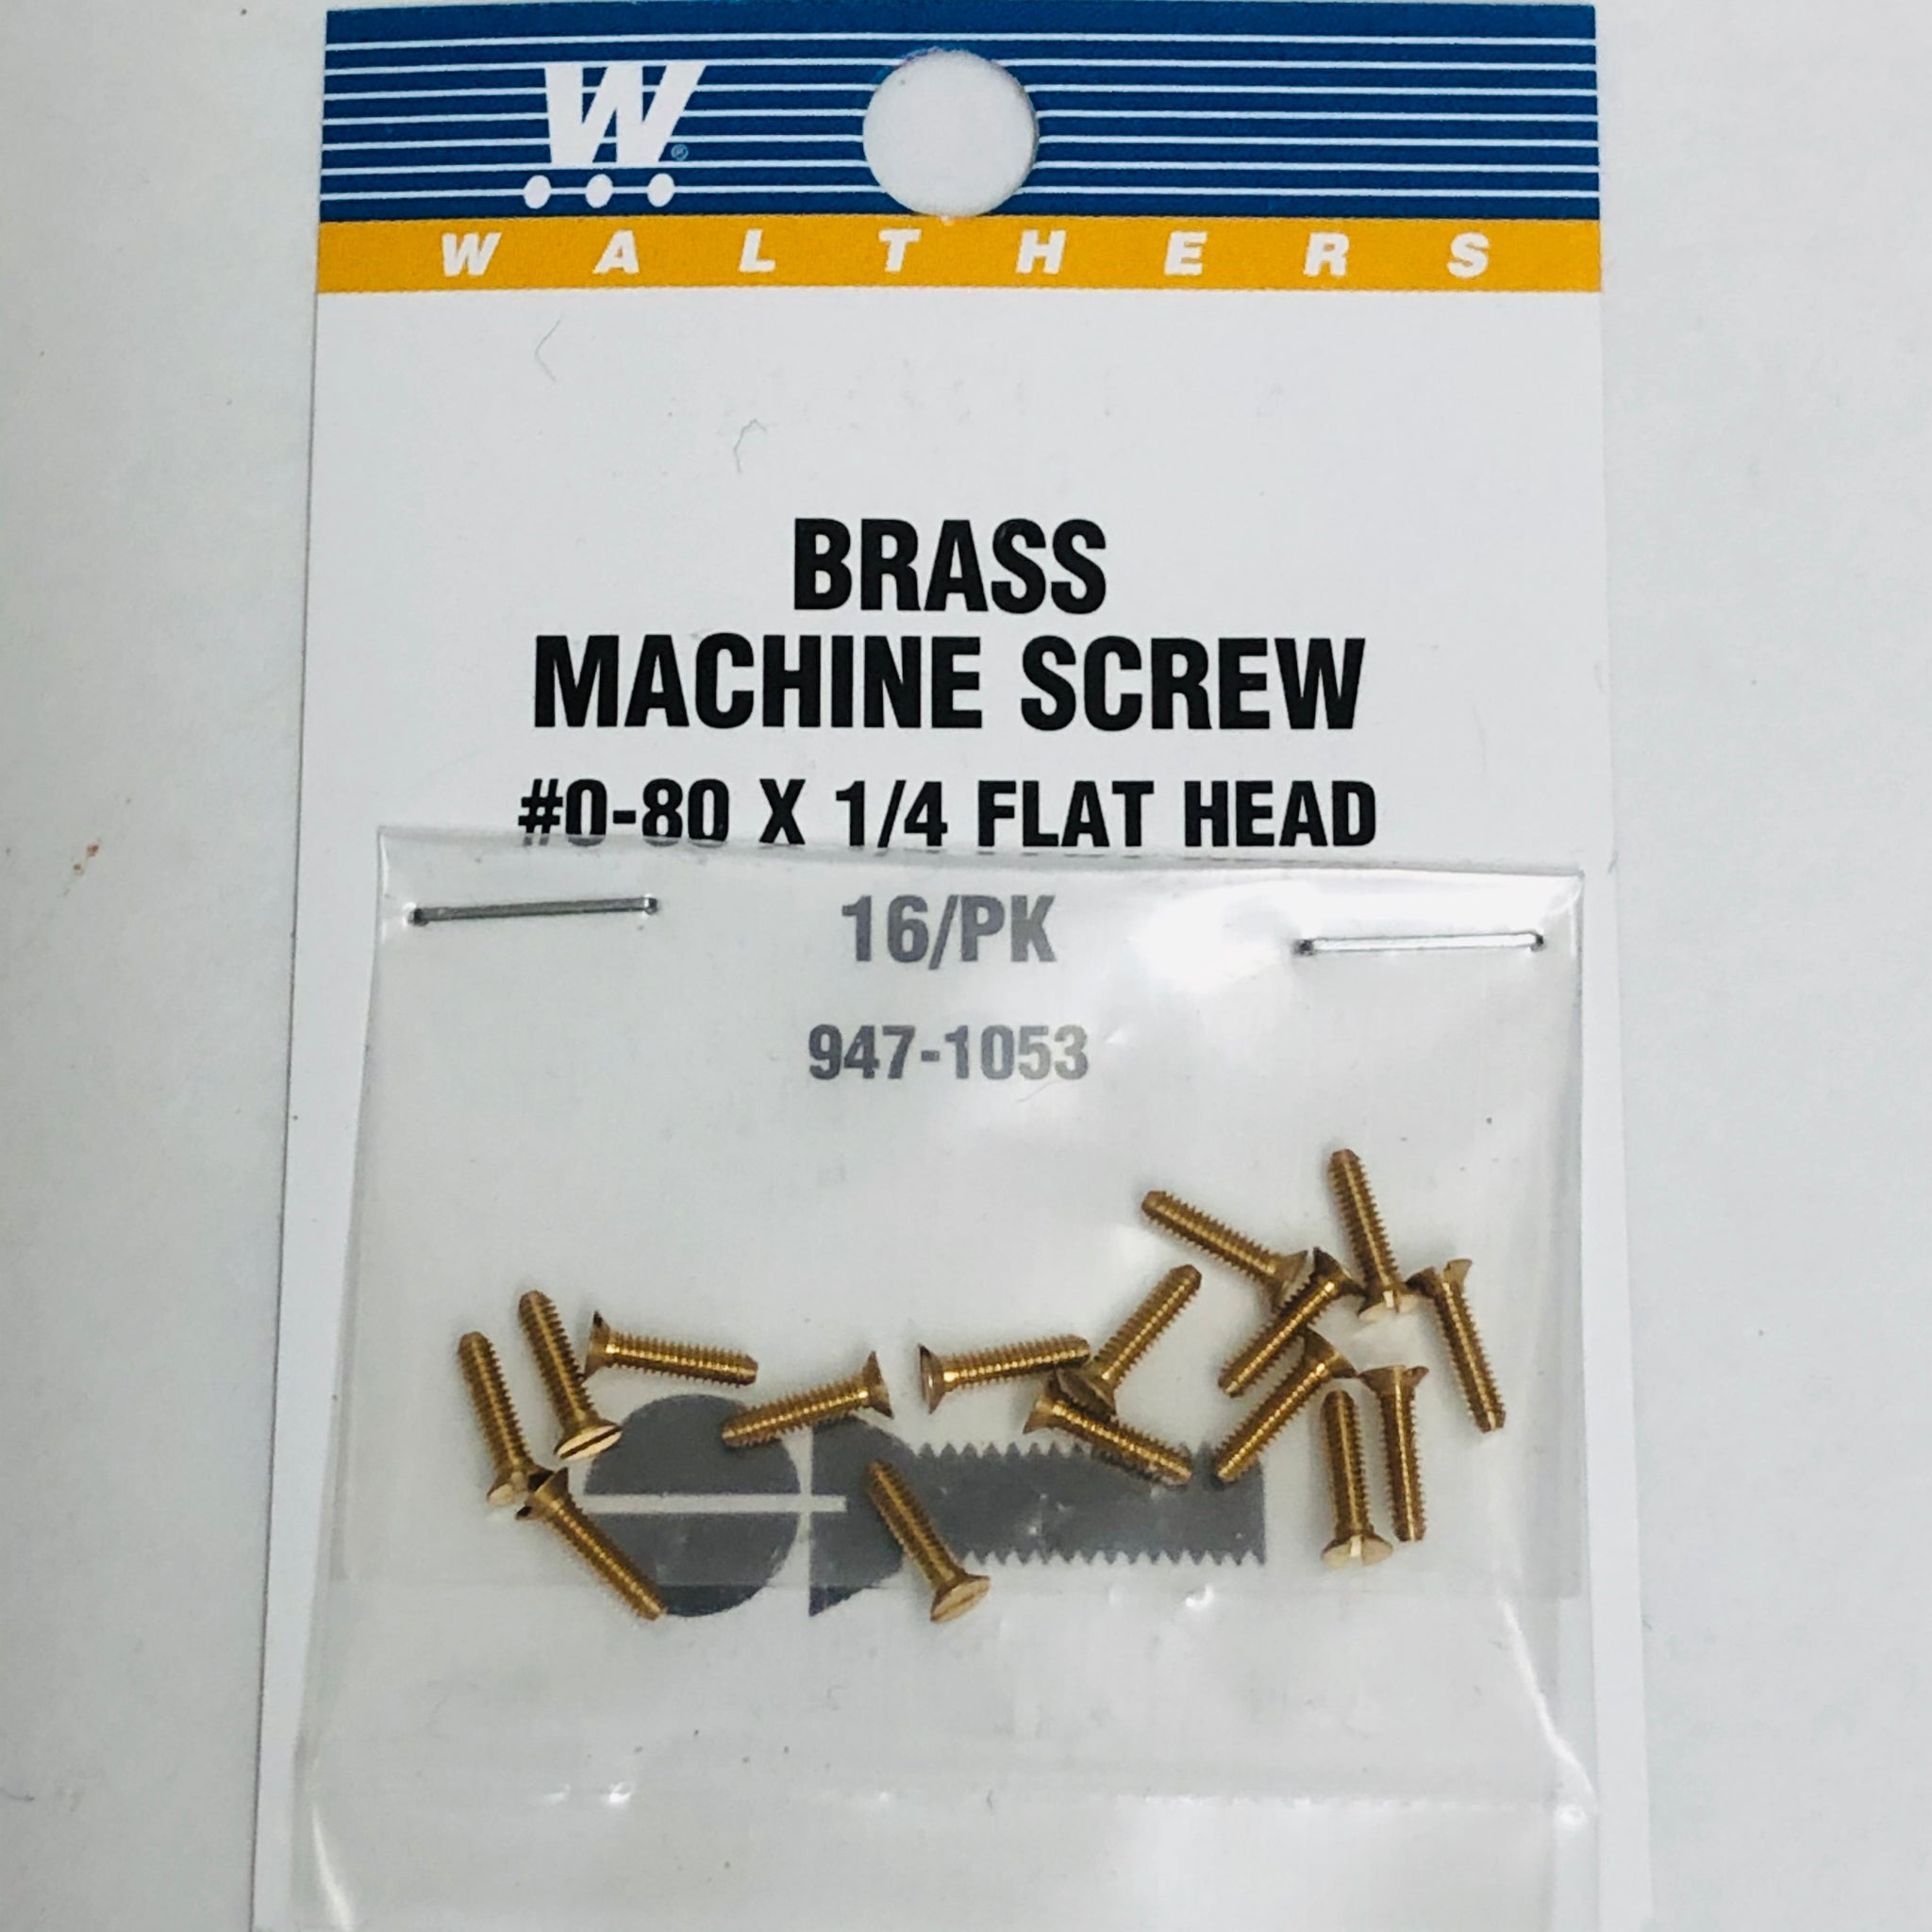 W®
WALTHERS
BRASS
MACHINE SCREW
#0-80 X 1/4 FLAT HEAD
16/PK
947-1053